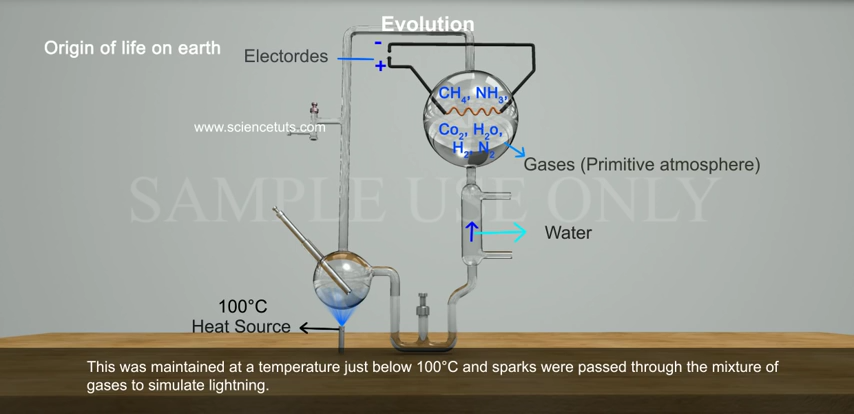 Evolution
Origin of life on earth
Electordes
-
+
CH₄, NH₃,
www.sciencetuts.com
Co₂, H₂o,
H₂, N₂
Gases (Primitive atmosphere)
SAMPLE USE ONLY
Water
100°C
Heat Source
This was maintained at a temperature just below 100°C and sparks were passed through the mixture of
gases to simulate lightning.